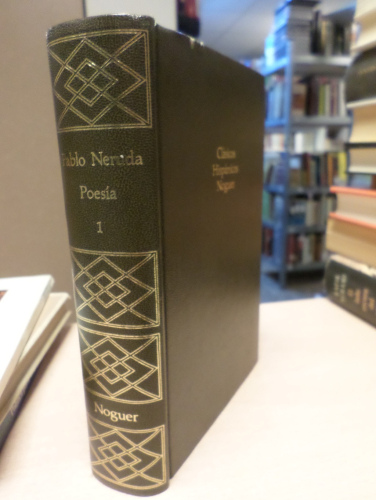 Pablo Neruda
Poesía
1
Noguer
Clásicos
Hispánicos
Noguer